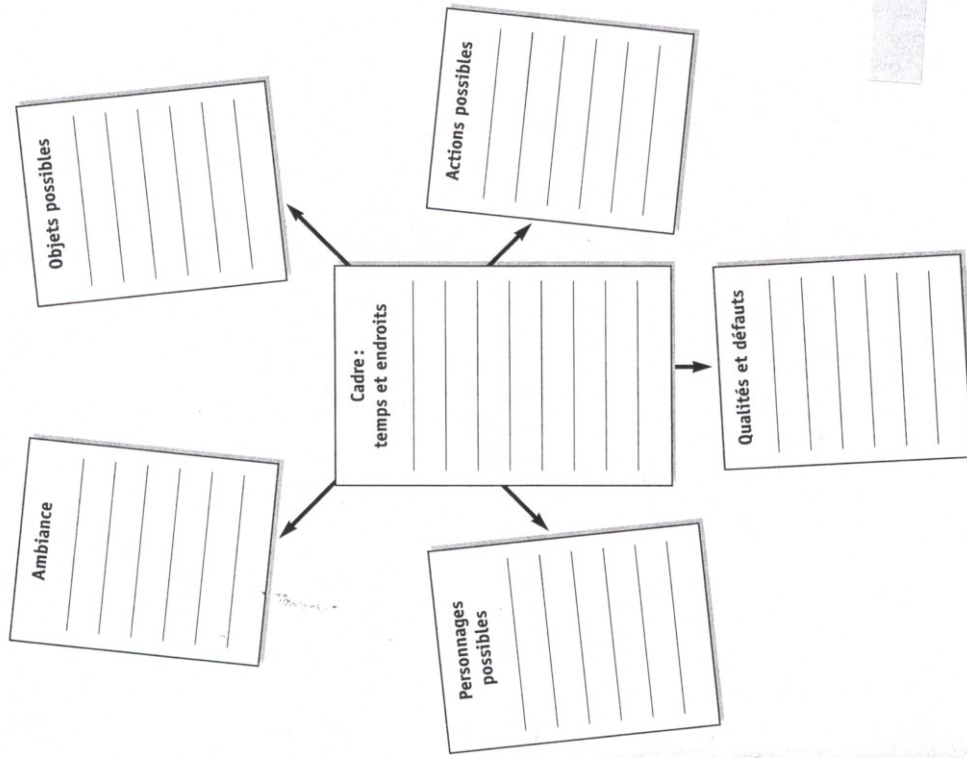 Ambiance
Objets possibles
Cadre:
temps et endroits
Personnages
possibles
Actions possibles
Qualités et défauts